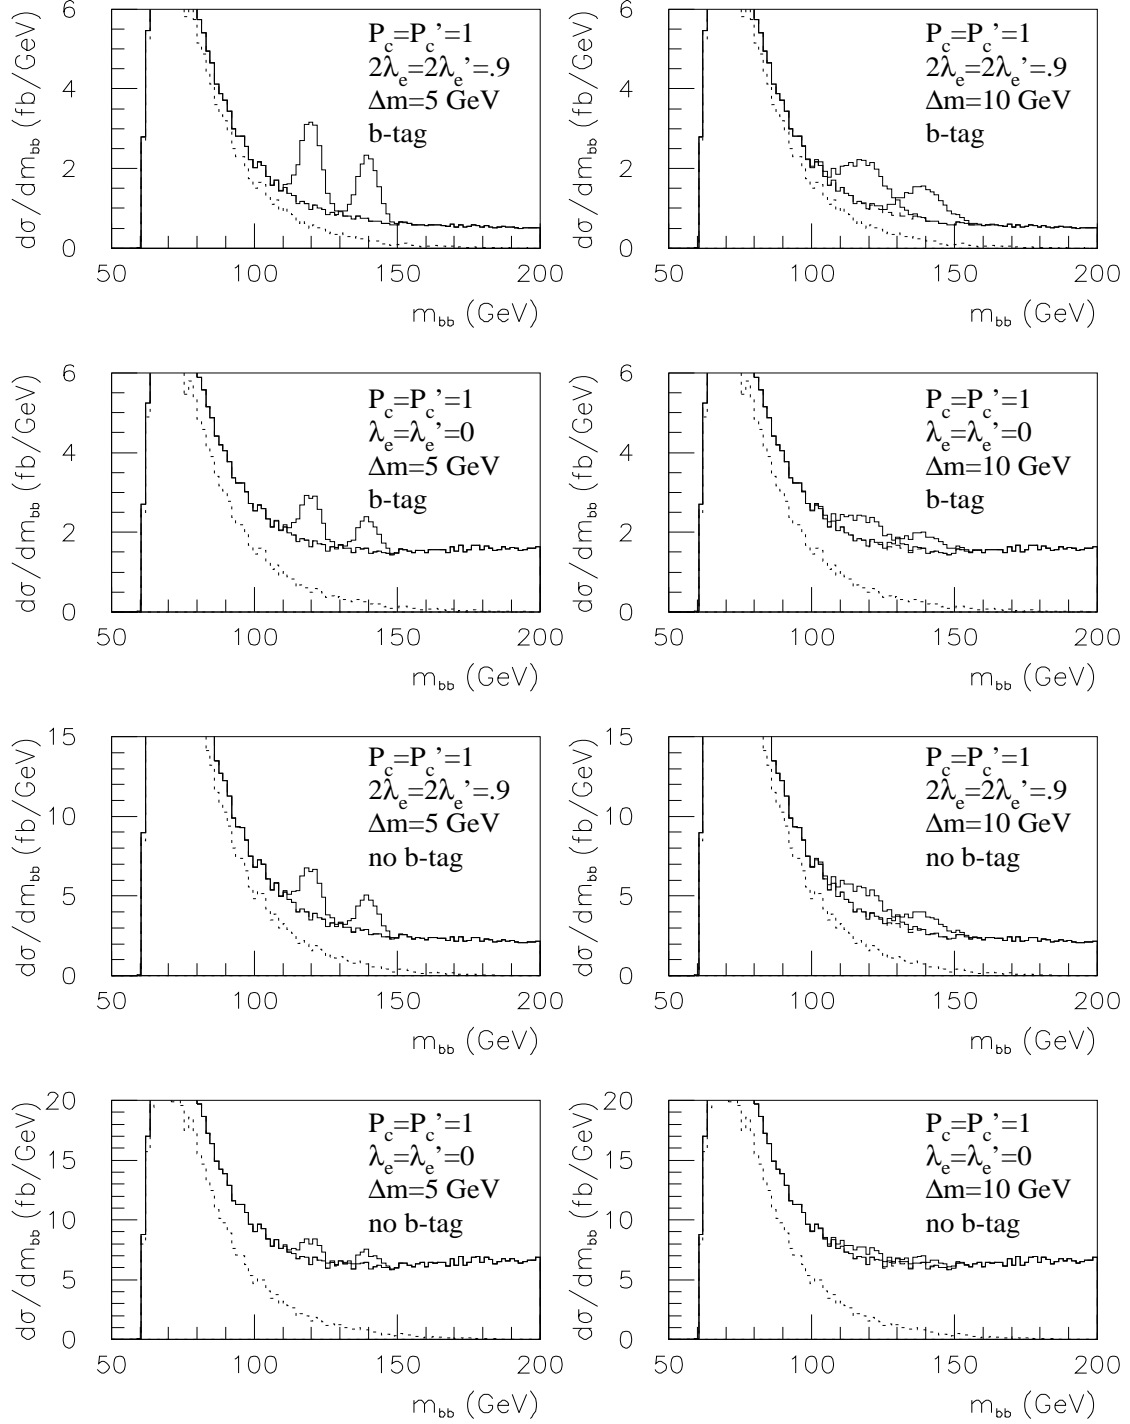 dσ/dm_bb (fb/GeV)
6
4
2
0
P_c=P_c’=1
2λ_e=2λ_e’=.9
Δm=5 GeV
b-tag
50 100 150 200
m_bb (GeV)
dσ/dm_bb (fb/GeV)
6
4
2
0
P_c=P_c’=1
2λ_e=2λ_e’=.9
Δm=10 GeV
b-tag
50 100 150 200
m_bb (GeV)
dσ/dm_bb (fb/GeV)
6
4
2
0
P_c=P_c’=1
λ_e=λ_e’=0
Δm=5 GeV
b-tag
50 100 150 200
m_bb (GeV)
dσ/dm_bb (fb/GeV)
6
4
2
0
P_c=P_c’=1
λ_e=λ_e’=0
Δm=10 GeV
b-tag
50 100 150 200
m_bb (GeV)
dσ/dm_bb (fb/GeV)
15
10
5
0
P_c=P_c’=1
2λ_e=2λ_e’=.9
Δm=5 GeV
no b-tag
50 100 150 200
m_bb (GeV)
dσ/dm_bb (fb/GeV)
15
10
5
0
P_c=P_c’=1
2λ_e=2λ_e’=.9
Δm=10 GeV
no b-tag
50 100 150 200
m_bb (GeV)
dσ/dm_bb (fb/GeV)
20
15
10
5
0
P_c=P_c’=1
λ_e=λ_e’=0
Δm=5 GeV
no b-tag
50 100 150 200
m_bb (GeV)
dσ/dm_bb (fb/GeV)
20
15
10
5
0
P_c=P_c’=1
λ_e=λ_e’=0
Δm=10 GeV
no b-tag
50 100 150 200
m_bb (GeV)